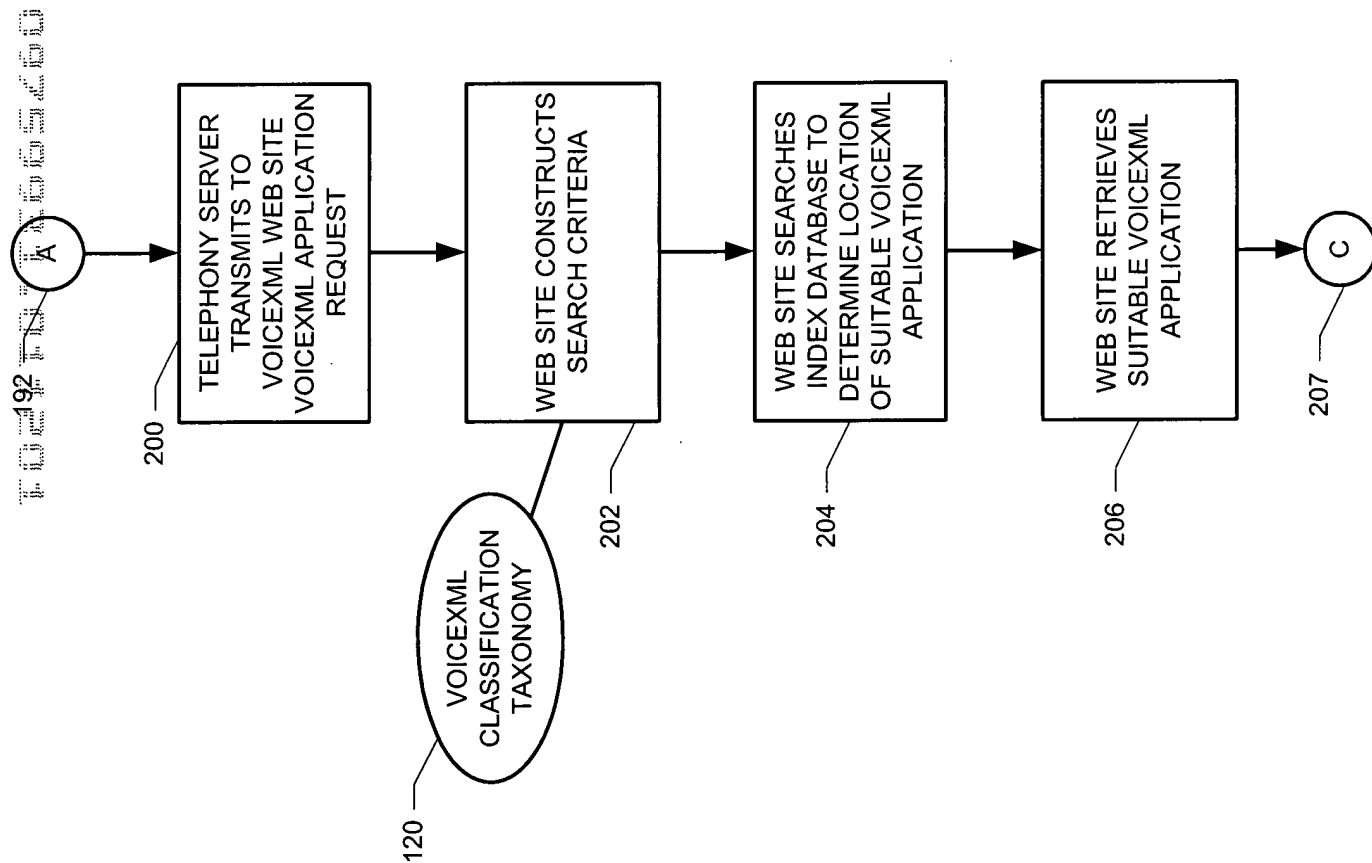 A
192
TELEPHONY SERVER
TRANSMITS TO
VOICEXML WEB SITE
VOICEXML APPLICATION
REQUEST
200
WEB SITE CONSTRUCTS
SEARCH CRITERIA
202
VOICEXML
CLASSIFICATION
TAXONOMY
120
WEB SITE SEARCHES
INDEX DATABASE TO
DETERMINE LOCATION
OF SUITABLE VOICEXML
APPLICATION
204
WEB SITE RETRIEVES
SUITABLE VOICEXML
APPLICATION
206
C
207